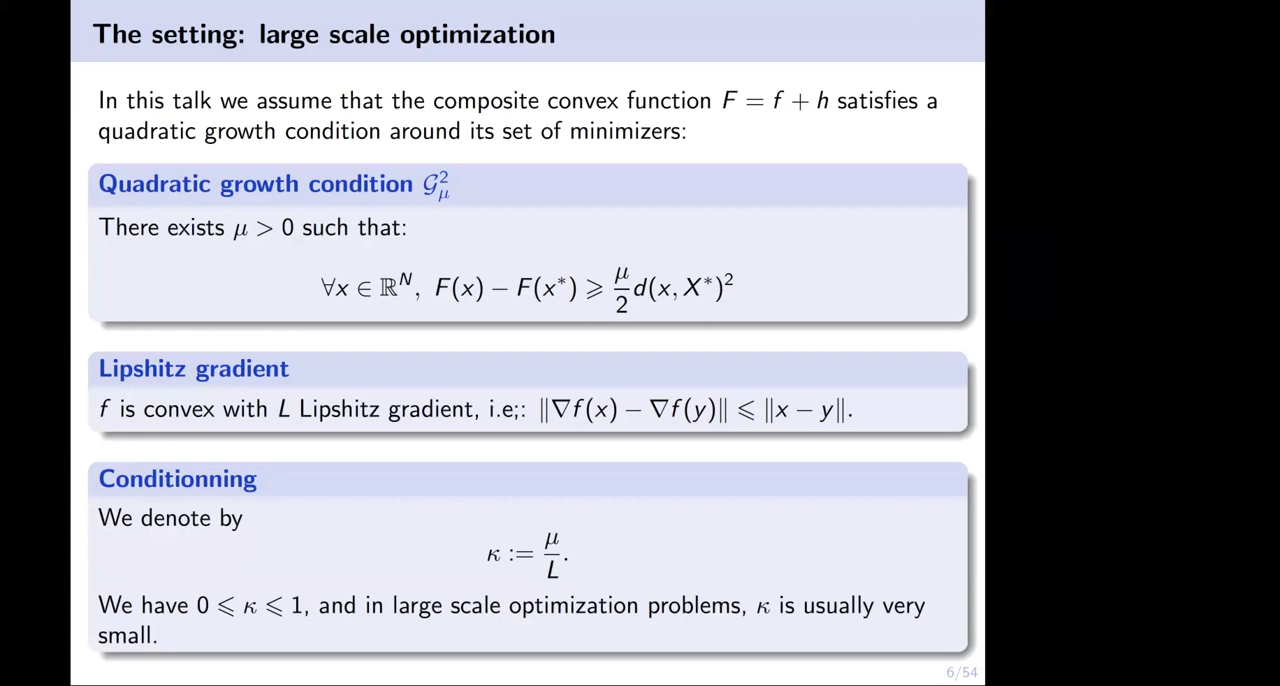 The setting: large scale optimization
In this talk we assume that the composite convex function F = f + h satisfies a
quadratic growth condition around its set of minimizers:
Quadratic growth condition 𝒢²_μ
There exists μ > 0 such that:
∀x ∈ ℝᴺ, F(x) − F(x*) ⩾ μ/2 d(x, X*)²
Lipshitz gradient
f is convex with L Lipshitz gradient, i.e;: ‖∇f(x) − ∇f(y)‖ ⩽ ‖x − y‖.
Conditionning
We denote by
κ := μ/L.
We have 0 ⩽ κ ⩽ 1, and in large scale optimization problems, κ is usually very
small.
6/54